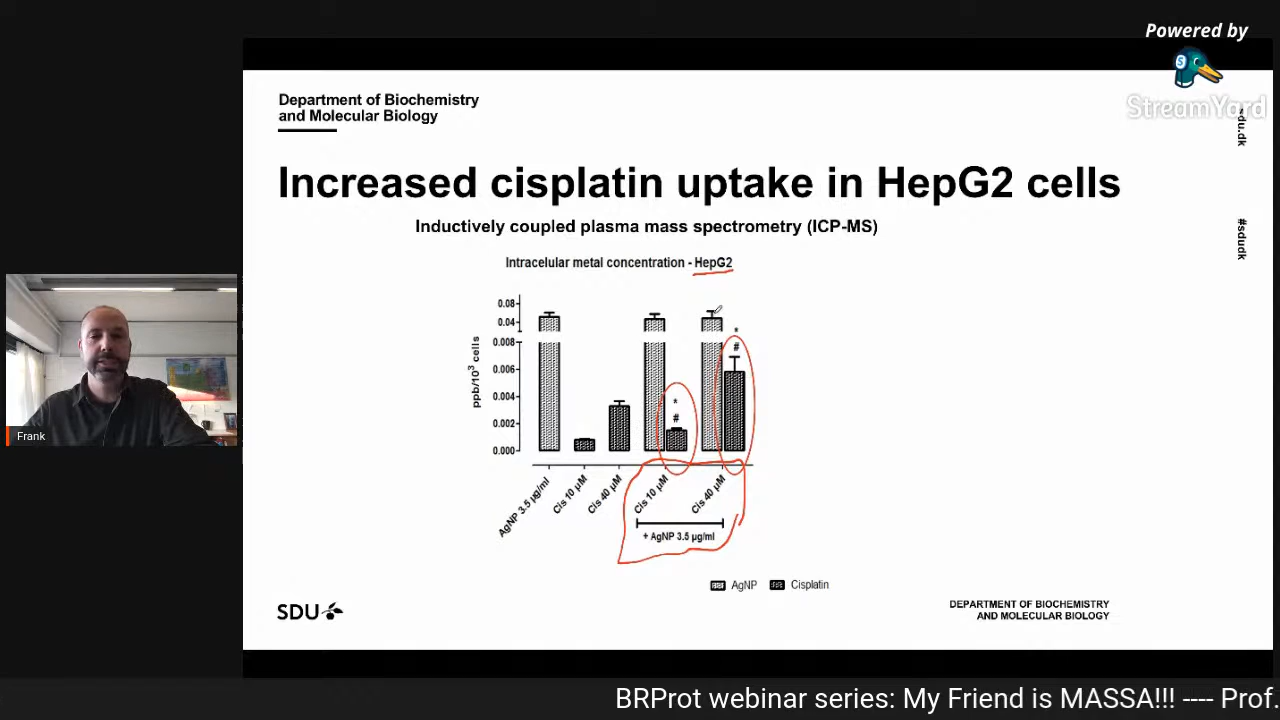 Powered by
StreamYard
Department of Biochemistry
and Molecular Biology
sdu.dk
#sdudk
Increased cisplatin uptake in HepG2 cells
Inductively coupled plasma mass spectrometry (ICP-MS)
Intracelular metal concentration - HepG2
ppb/10³ cells
0.08
0.04
0.008
0.006
0.004
0.002
0.000
*
#
*
#
AgNP 3.5 µg/ml
Cis 10 µM
Cis 40 µM
Cis 10 µM
Cis 40 µM
+ AgNP 3.5 µg/ml
AgNP
Cisplatin
SDU
DEPARTMENT OF BIOCHEMISTRY
AND MOLECULAR BIOLOGY
Frank
BRProt webinar series: My Friend is MASSA!!! ---- Prof.